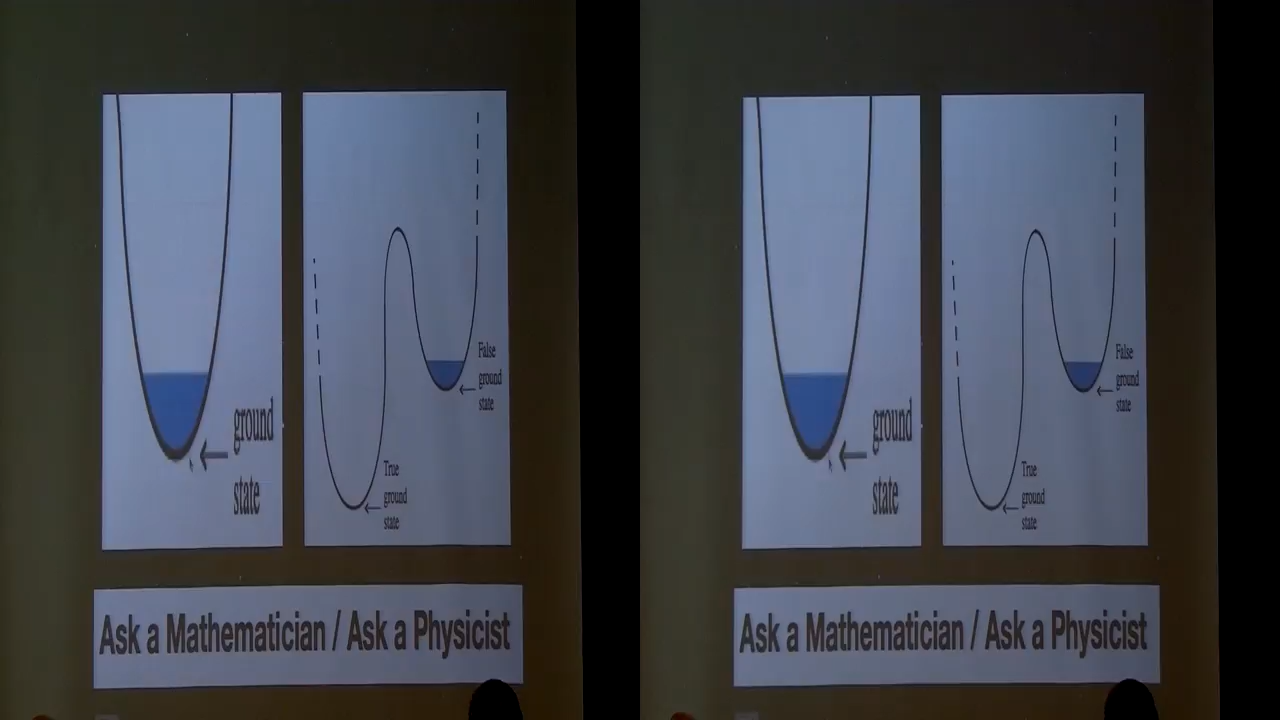 ground
state
False
ground
state
True
ground
state
Ask a Mathematician / Ask a Physicist
ground
state
False
ground
state
True
ground
state
Ask a Mathematician / Ask a Physicist